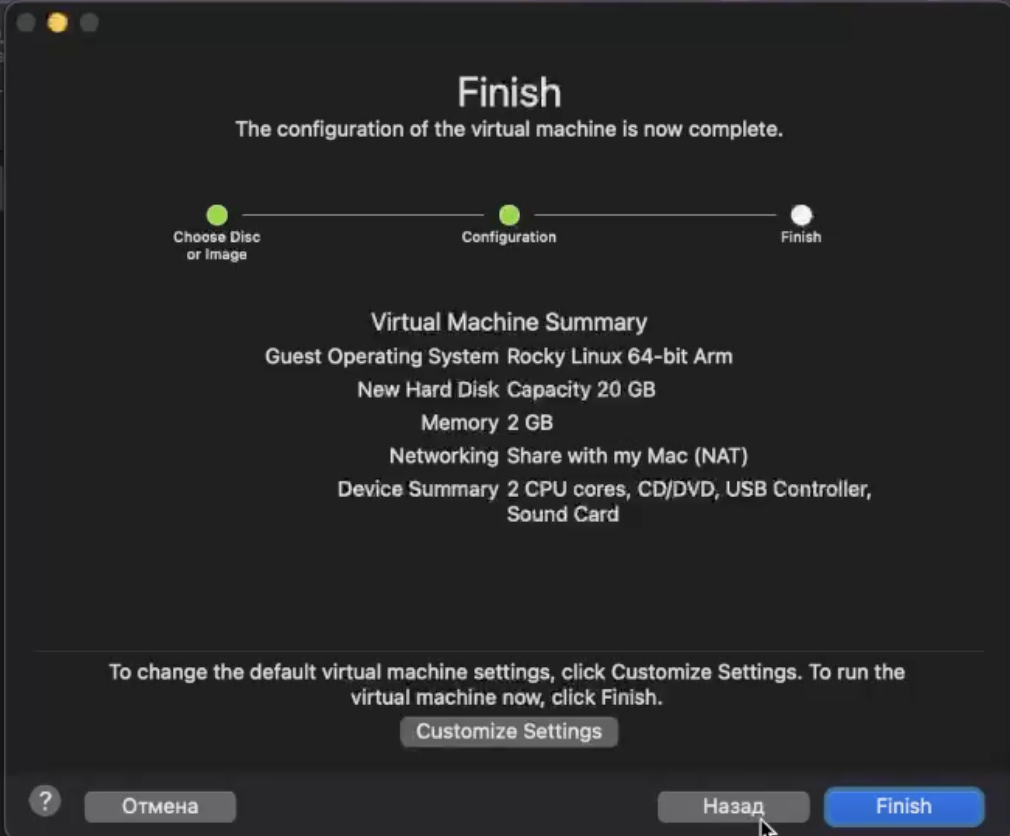 Finish
The configuration of the virtual machine is now complete.
Choose Disc
or Image
Configuration
Finish
Virtual Machine Summary
Guest Operating System Rocky Linux 64-bit Arm
New Hard Disk Capacity 20 GB
Memory 2 GB
Networking Share with my Mac (NAT)
Device Summary 2 CPU cores, CD/DVD, USB Controller,
Sound Card
To change the default virtual machine settings, click Customize Settings. To run the
virtual machine now, click Finish.
Customize Settings
? Отмена Назад Finish